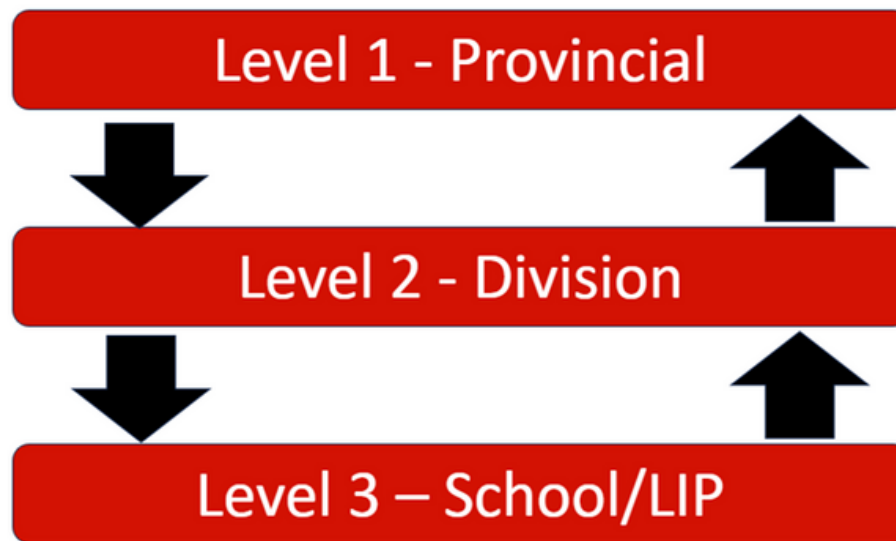 Level 1 - Provincial
Level 2 - Division
Level 3 – School/LIP